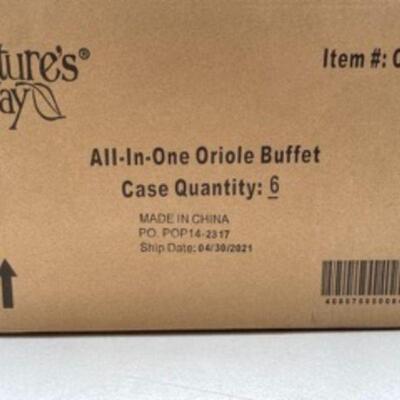 ture's®
ay
Item #: O
All-In-One Oriole Buffet
Case Quantity: 6
MADE IN CHINA
PO. POP14-2317
Ship Date: 04/30/2021